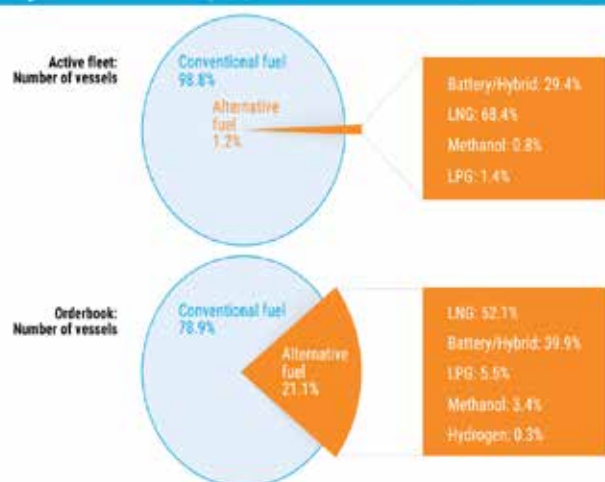 Active fleet:
Number of vessels
Conventional fuel
98.8%
Alternative
fuel
1.2%
Battery/Hybrid: 29.4%
LNG: 68.4%
Methanol: 0.8%
LPG: 1.4%
Orderbook:
Number of vessels
Conventional fuel
78.9%
Alternative
fuel
21.1%
LNG: 52.1%
Battery/Hybrid: 39.9%
LPG: 5.5%
Methanol: 3.4%
Hydrogen: 0.3%